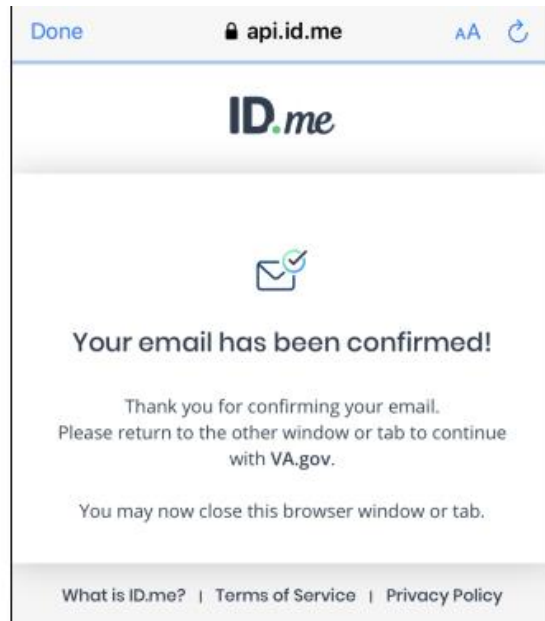 Done api.id.me AA
ID.me
Your email has been confirmed!
Thank you for confirming your email.
Please return to the other window or tab to continue
with VA.gov.
You may now close this browser window or tab.
What is ID.me? | Terms of Service | Privacy Policy